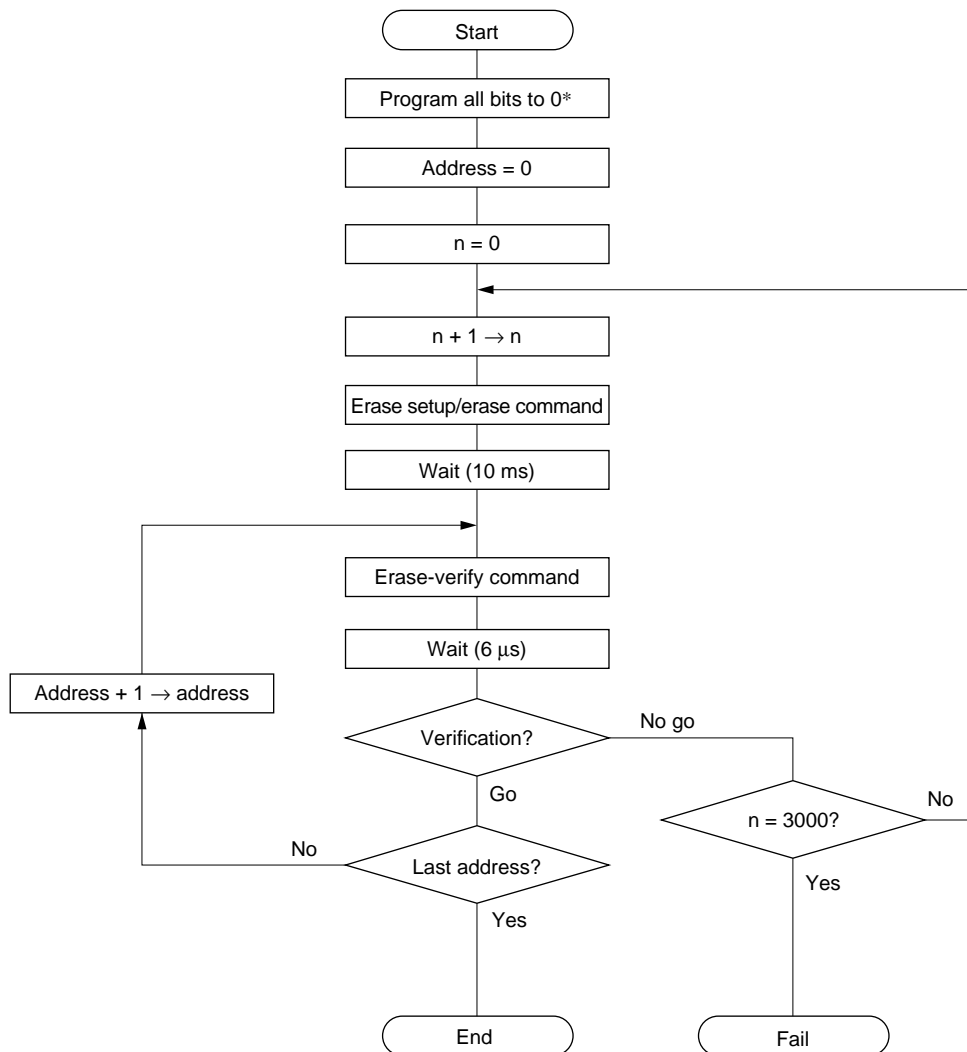 Start
Program all bits to 0*
Address = 0
n = 0
n + 1 → n
Erase setup/erase command
Wait (10 ms)
Erase-verify command
Wait (6 μs)
Address + 1 → address
Verification?
No go
Go
n = 3000?
No
No
Last address?
Yes
Yes
End
Fail